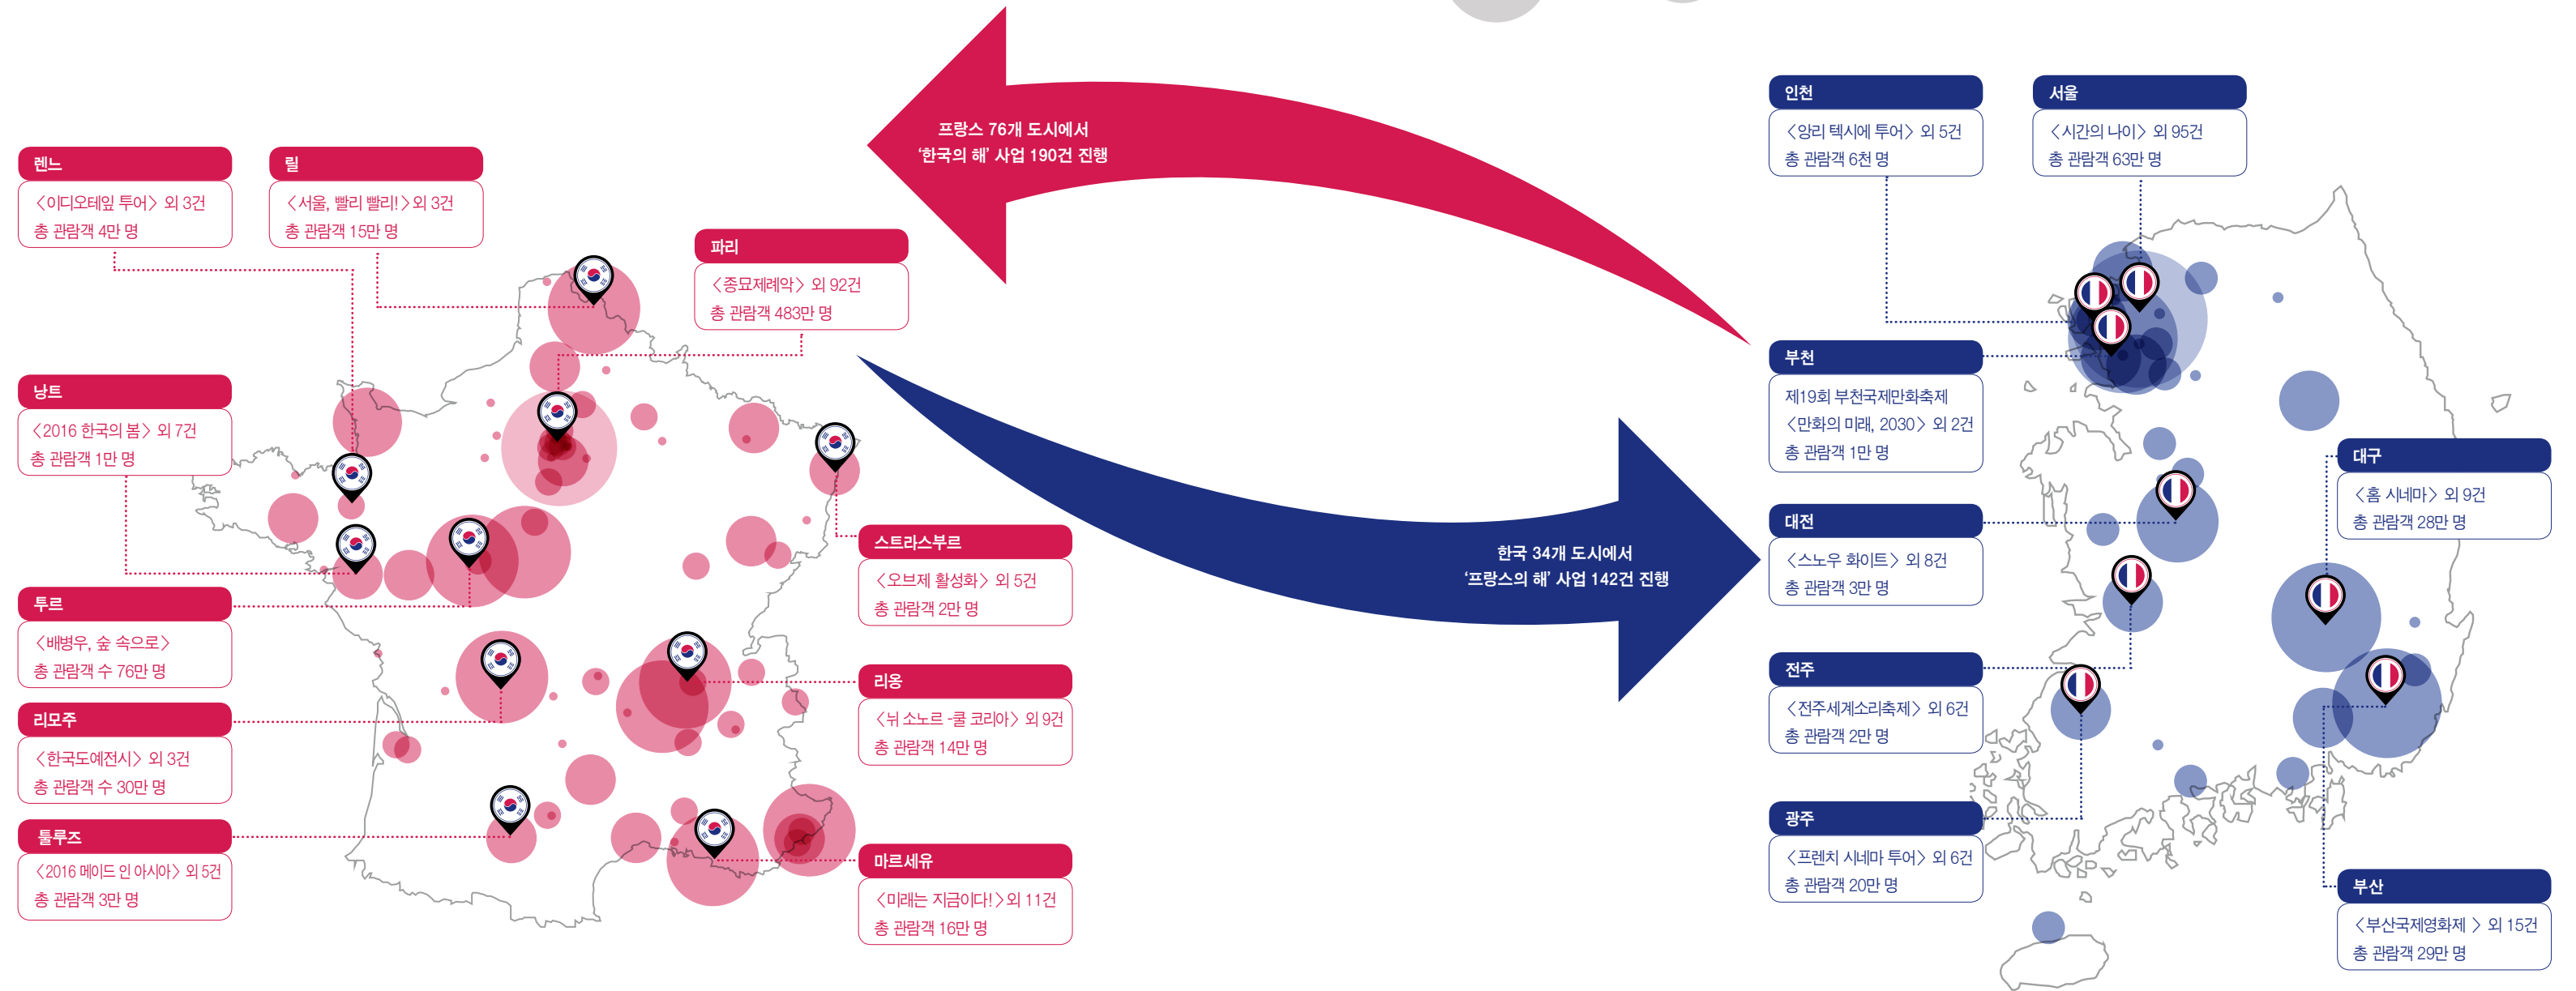 프랑스 76개 도시에서
‘한국의 해’ 사업 190건 진행
렌느
〈이디오테잎 투어〉 외 3건
총 관람객 4만 명
릴
〈서울, 빨리 빨리!〉외 3건
총 관람객 15만 명
파리
〈종묘제례악〉 외 92건
총 관람객 483만 명
낭트
〈2016 한국의 봄〉 외 7건
총 관람객 1만 명
투르
〈배병우, 숲 속으로〉
총 관람객 수 76만 명
리모주
〈한국도예전시〉 외 3건
총 관람객 수 30만 명
툴루즈
〈2016 메이드 인 아시아〉 외 5건
총 관람객 3만 명
스트라스부르
〈오브제 활성화〉 외 5건
총 관람객 2만 명
리옹
〈뉘 소노르 -쿨 코리아〉 외 9건
총 관람객 14만 명
마르세유
〈미래는 지금이다!〉외 11건
총 관람객 16만 명
한국 34개 도시에서
‘프랑스의 해’ 사업 142건 진행
인천
〈앙리 텍시에 투어〉 외 5건
총 관람객 6천 명
서울
〈시간의 나이〉 외 95건
총 관람객 63만 명
부천
제19회 부천국제만화축제
〈만화의 미래, 2030〉 외 2건
총 관람객 1만 명
대전
〈스노우 화이트〉 외 8건
총 관람객 3만 명
전주
〈전주세계소리축제〉 외 6건
총 관람객 2만 명
광주
〈프렌치 시네마 투어〉 외 6건
총 관람객 20만 명
대구
〈홈 시네마〉 외 9건
총 관람객 28만 명
부산
〈부산국제영화제 〉 외 15건
총 관람객 29만 명